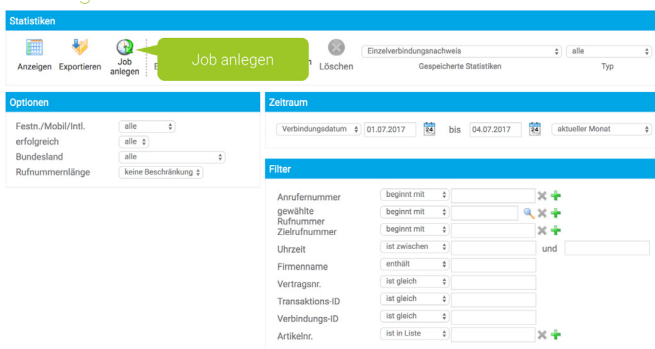 Statistiken
Anzeigen Exportieren Job anlegen Job anlegen Löschen
Einzelverbindungsnachweis alle
Gespeicherte Statistiken Typ
Optionen
Festn./Mobil/Intl. alle
erfolgreich alle
Bundesland alle
Rufnummernlänge keine Beschränkung
Zeitraum
Verbindungsdatum 01.07.2017 24 bis 04.07.2017 24 aktueller Monat
Filter
Anrufernummer beginnt mit
gewählte Rufnummer beginnt mit
Zielrufnummer beginnt mit
Uhrzeit ist zwischen und
Firmenname enthält
Vertragsnr. ist gleich
Transaktions-ID ist gleich
Verbindungs-ID ist gleich
Artikelnr. ist in Liste